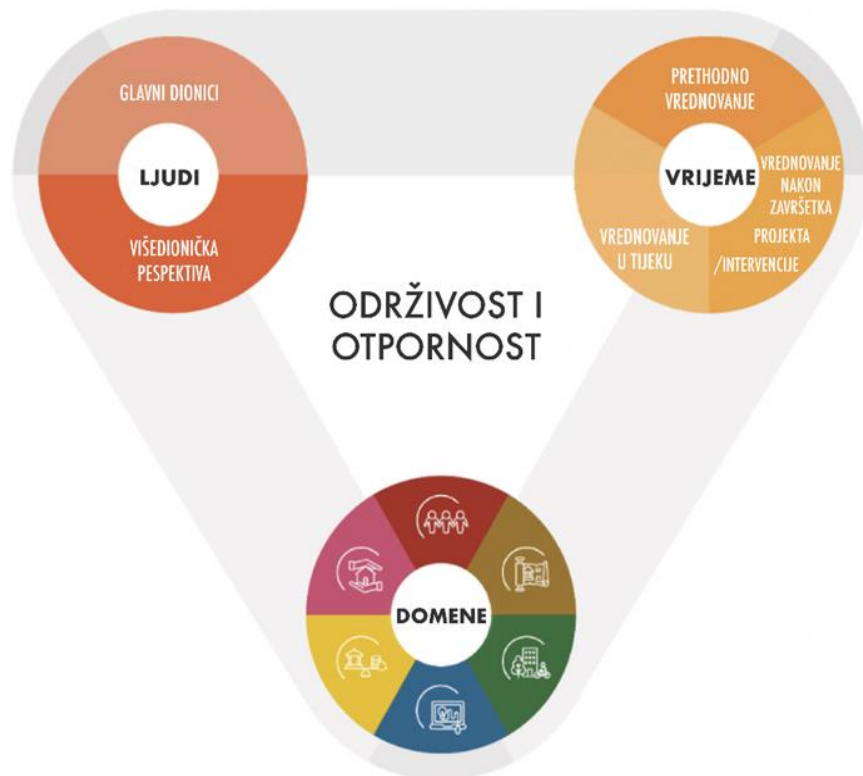 GLAVNI DIONICI
LJUDI
VIŠEDIONIČKA
PESPEKTIVA
PRETHODNO
VREDNOVANJE
VRIJEME
VREDNOVANJE
NAKON
ZAVRŠETKA
PROJEKTA
/INTERVENCIJE
VREDNOVANJE
U TIJEKU
ODRŽIVOST I
OTPORNOST
DOMENE